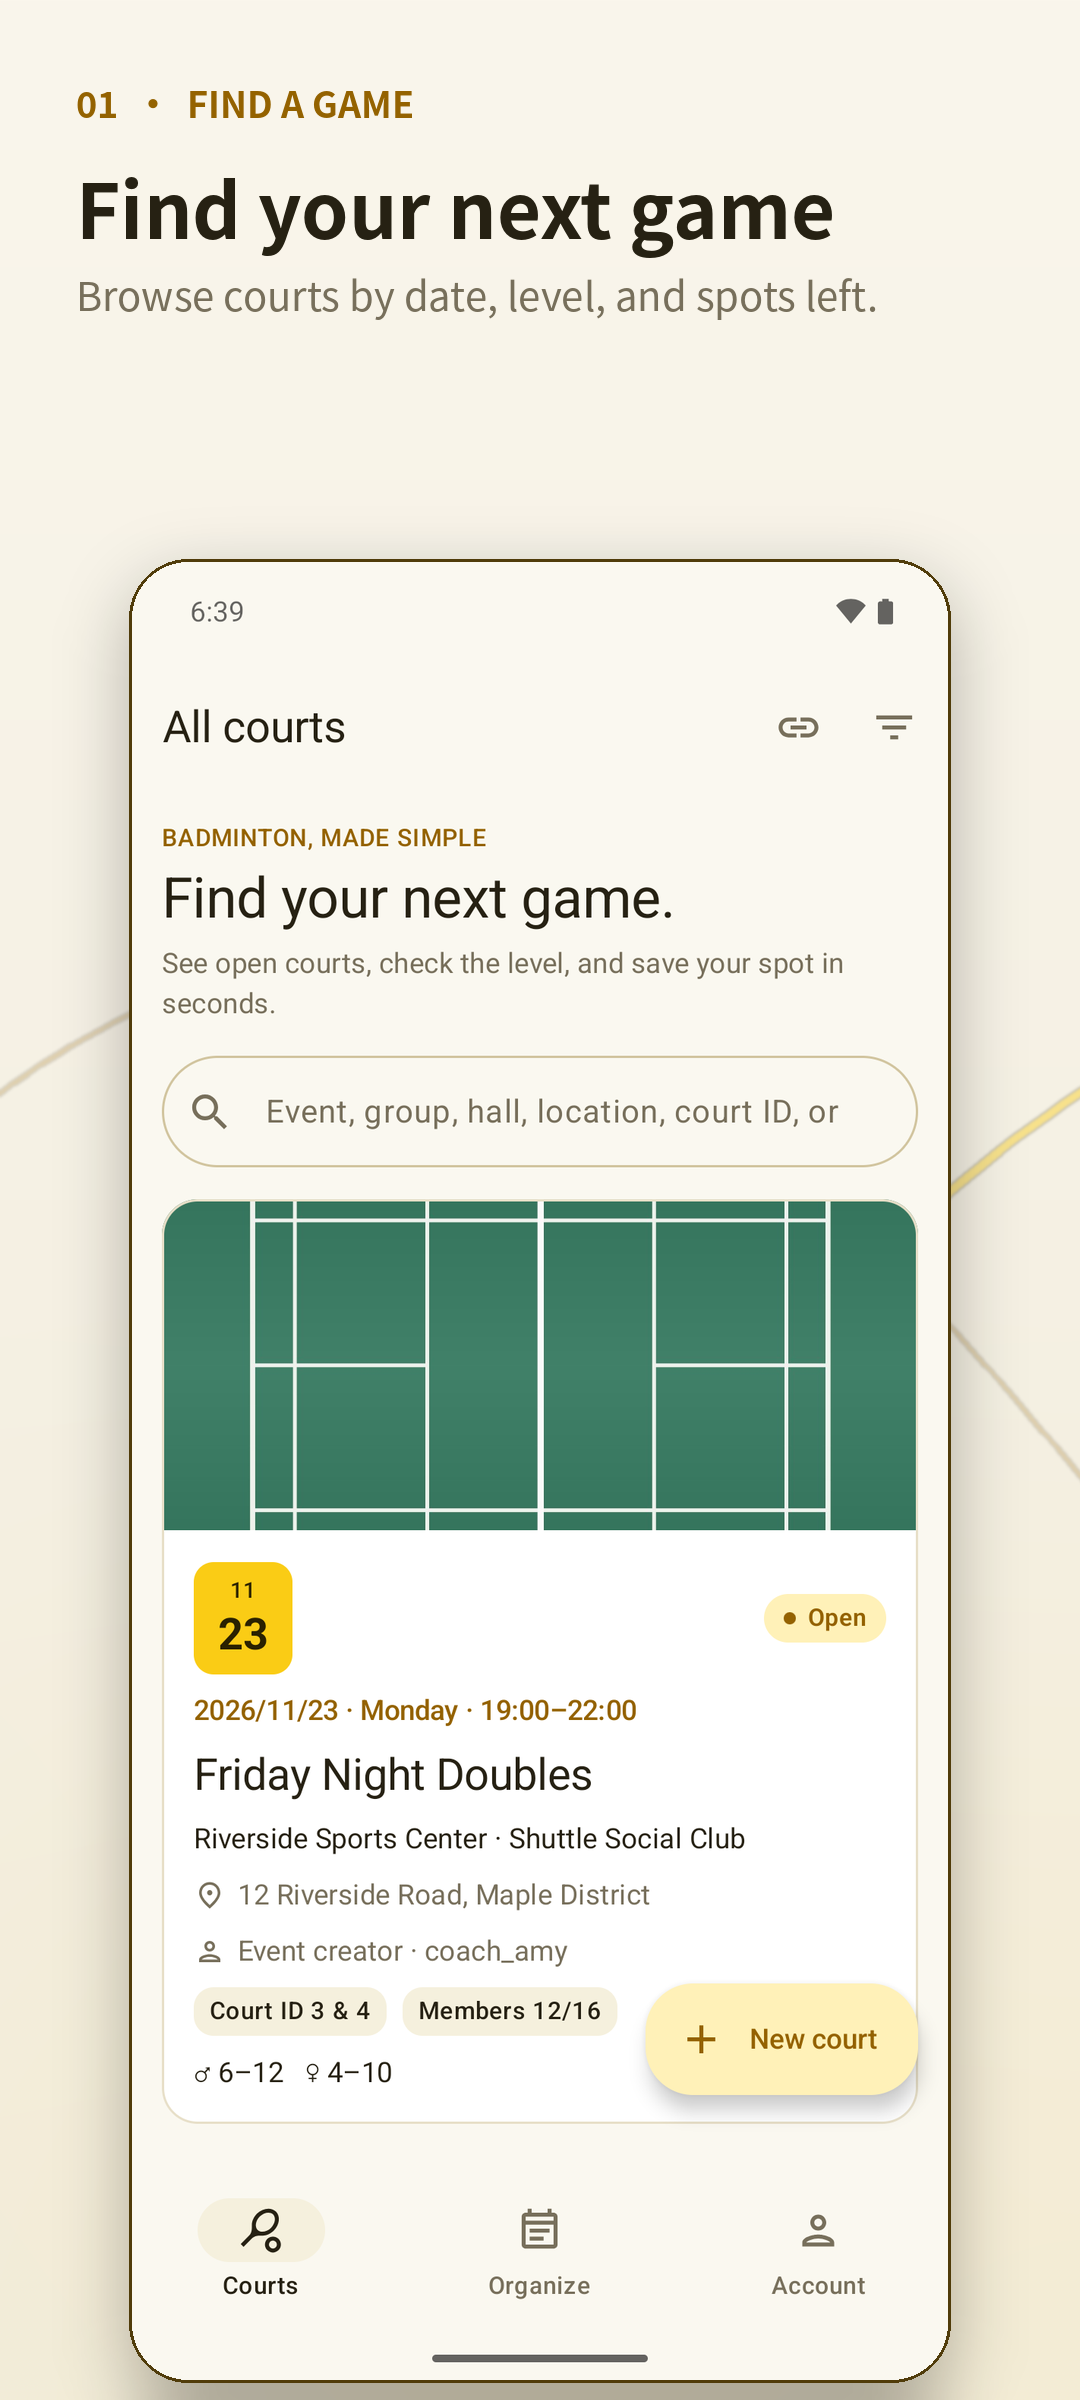 01 • FIND A GAME
Find your next game
Browse courts by date, level, and spots left.
6:39
All courts
BADMINTON, MADE SIMPLE
Find your next game.
See open courts, check the level, and save your spot in
seconds.
Event, group, hall, location, court ID, or
11
23
Open
2026/11/23 · Monday · 19:00–22:00
Friday Night Doubles
Riverside Sports Center · Shuttle Social Club
12 Riverside Road, Maple District
Event creator · coach_amy
Court ID 3 & 4
Members 12/16
♂ 6–12 ♀ 4–10
New court
Courts
Organize
Account